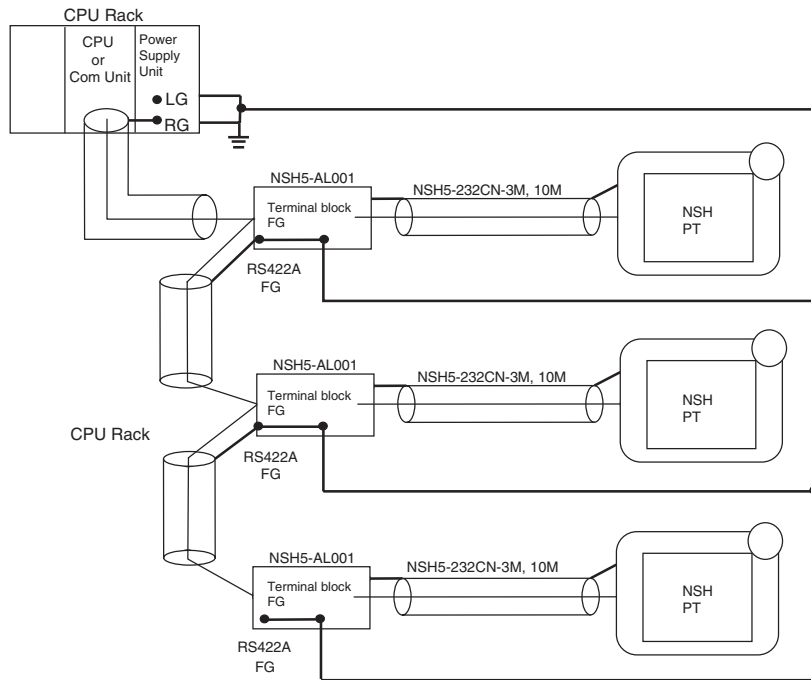 CPU Rack
CPU
or
Com Unit
Power
Supply
Unit
LG
RG
NSH5-AL001
Terminal block
FG
RS422A
FG
NSH5-232CN-3M, 10M
NSH
PT
NSH5-AL001
Terminal block
FG
RS422A
FG
NSH5-232CN-3M, 10M
NSH
PT
CPU Rack
NSH5-AL001
Terminal block
FG
RS422A
FG
NSH5-232CN-3M, 10M
NSH
PT